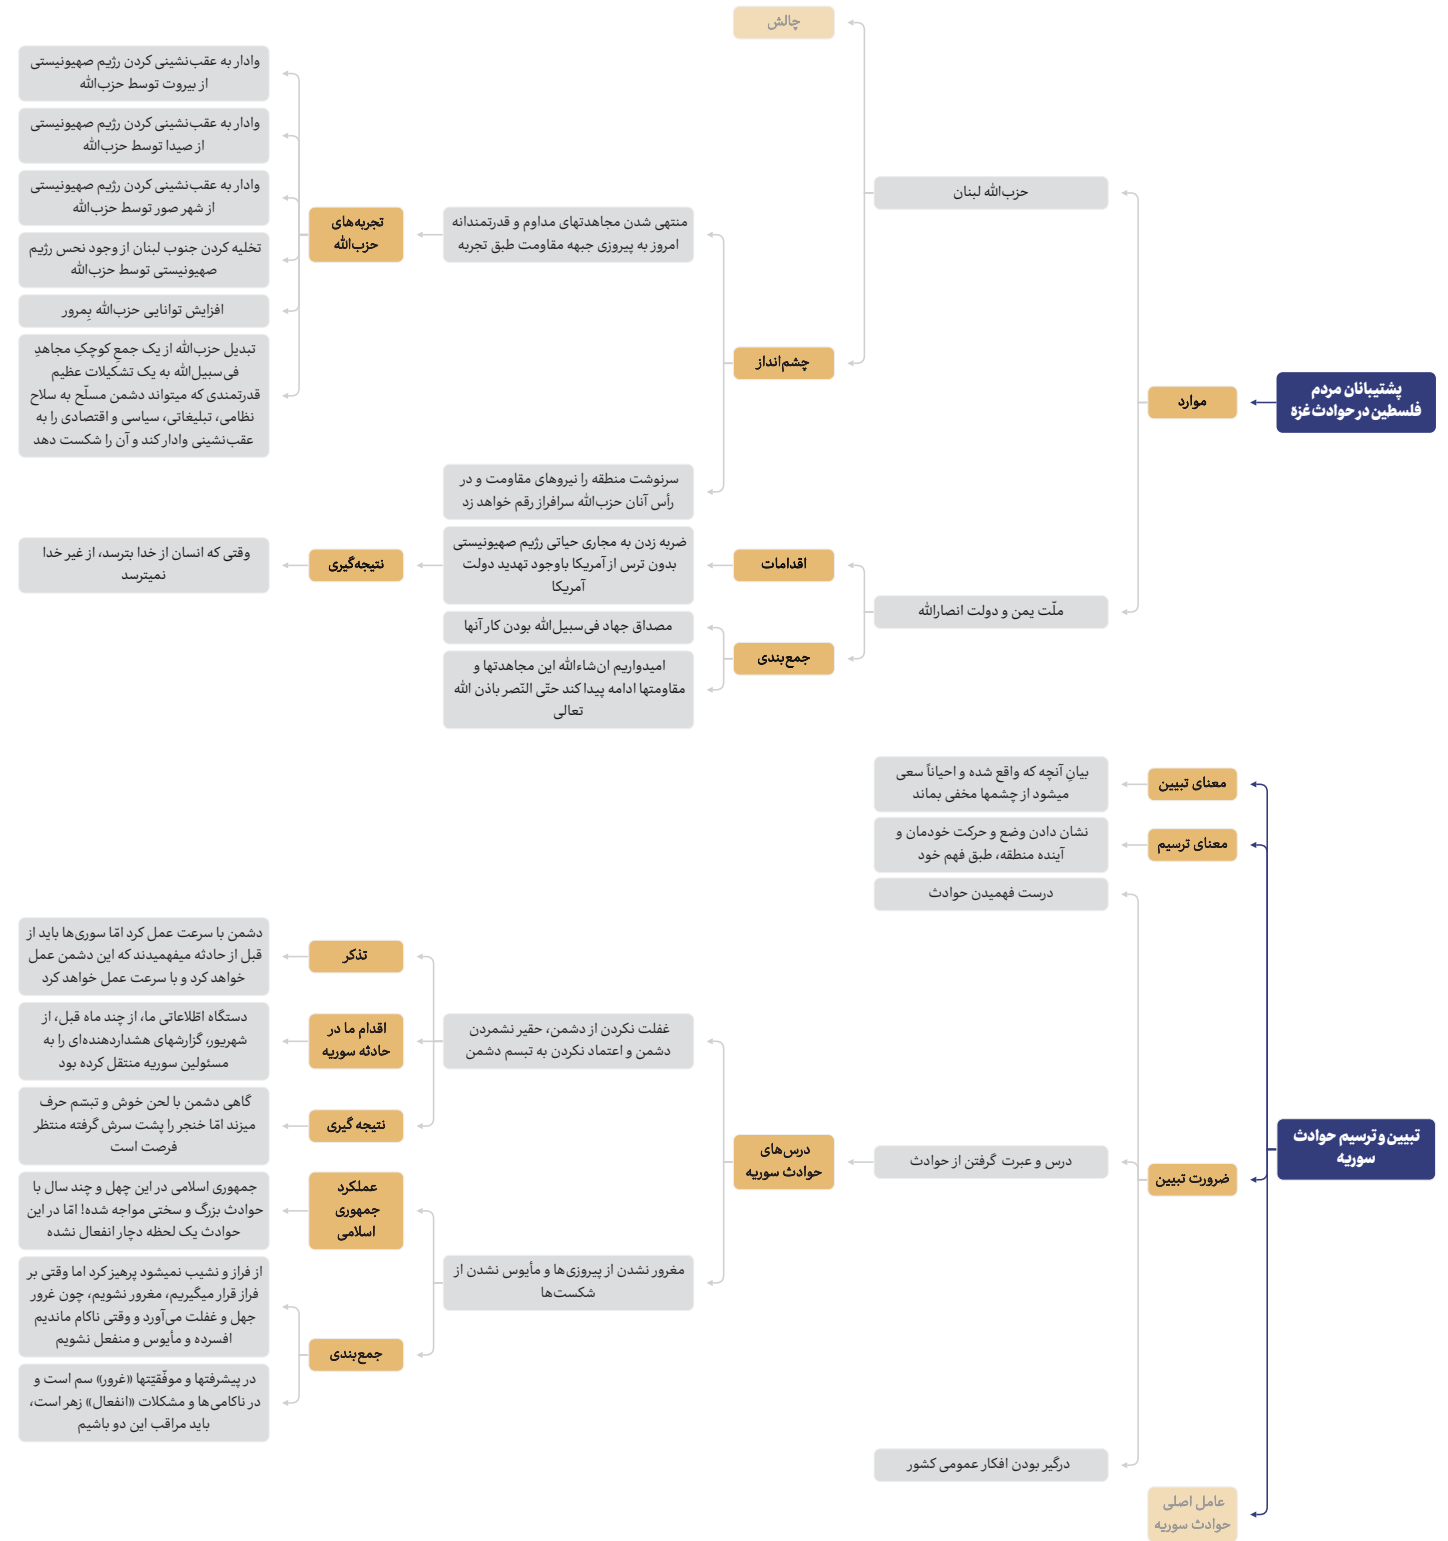 پشتیبانان مردم
فلسطین در حوادث غزة
موارد
حزب‌الله لبنان
چالش
چشم‌انداز
منتهی شدن مجاهدتهای مداوم و قدرتمندانه
امروز به پیروزی جبهه مقاومت طبق تجربه
تجربه‌های
حزب‌الله
وادار به عقب‌نشینی کردن رژیم صهیونیستی
از بیروت توسط حزب‌الله
وادار به عقب‌نشینی کردن رژیم صهیونیستی
از صیدا توسط حزب‌الله
وادار به عقب‌نشینی کردن رژیم صهیونیستی
از شهر صور توسط حزب‌الله
تخلیه کردن جنوب لبنان از وجود نحس رژیم
صهیونیستی توسط حزب‌الله
افزایش توانایی حزب‌الله بِمرور
تبدیل حزب‌الله از یک جمعِ کوچکِ مجاهدِ
فی‌سبیل‌الله به یک تشکیلات عظیم
قدرتمندی که میتواند دشمن مسلّح به سلاح
نظامی، تبلیغاتی، سیاسی و اقتصادی را به
عقب‌نشینی وادار کند و آن را شکست دهد
سرنوشت منطقه را نیروهای مقاومت و در
رأس آنان حزب‌الله سرافراز رقم خواهد زد
ملّت یمن و دولت انصارالله
اقدامات
ضربه زدن به مجاری حیاتی رژیم صهیونیستی
بدون ترس از آمریکا باوجود تهدید دولت
آمریکا
نتیجه‌گیری
وقتی که انسان از خدا بترسد، از غیر خدا
نمیترسد
جمع‌بندی
مصداق جهاد فی‌سبیل‌الله بودن کار آنها
امیدواریم ان‌شاءالله این مجاهدتها و
مقاومتها ادامه پیدا کند حتّی النّصر باذن الله
تعالی
تبیین و ترسیم حوادث
سوریه
معنای تبیین
بیانِ آنچه که واقع شده و احیاناً سعی
میشود از چشمها مخفی بماند
معنای ترسیم
نشان دادن وضع و حرکت خودمان و
آینده منطقه، طبق فهم خود
ضرورت تبیین
درست فهمیدن حوادث
درس و عبرت گرفتن از حوادث
درس‌های
حوادث سوریه
غفلت نکردن از دشمن، حقیر نشمردن
دشمن و اعتماد نکردن به تبسم دشمن
تذکر
دشمن با سرعت عمل کرد امّا سوری‌ها باید از
قبل از حادثه میفهمیدند که این دشمن عمل
خواهد کرد و با سرعت عمل خواهد کرد
اقدام ما در
حادثه سوریه
دستگاه اطّلاعاتی ما، از چند ماه قبل، از
شهریور، گزارشهای هشداردهنده‌ای را به
مسئولین سوریه منتقل کرده بود
نتیجه گیری
گاهی دشمن با لحن خوش و تبسّم حرف
میزند امّا خنجر را پشت سرش گرفته منتظر
فرصت است
مغرور نشدن از پیروزی‌ها و مأیوس نشدن از
شکست‌ها
عملکرد
جمهوری
اسلامی
جمهوری اسلامی در این چهل و چند سال با
حوادث بزرگ و سختی مواجه شده! امّا در این
حوادث یک لحظه دچار انفعال نشده
جمع‌بندی
از فراز و نشیب نمیشود پرهیز کرد اما وقتی بر
فراز قرار میگیریم، مغرور نشویم، چون غرور
جهل و غفلت می‌آورد و وقتی ناکام ماندیم
افسرده و مأیوس و منفعل نشویم
در پیشرفتها و موفّقیّتها «غرور» سم است و
در ناکامی‌ها و مشکلات «انفعال» زهر است،
باید مراقب این دو باشیم
درگیر بودن افکار عمومی کشور
عامل اصلی
حوادث سوریه